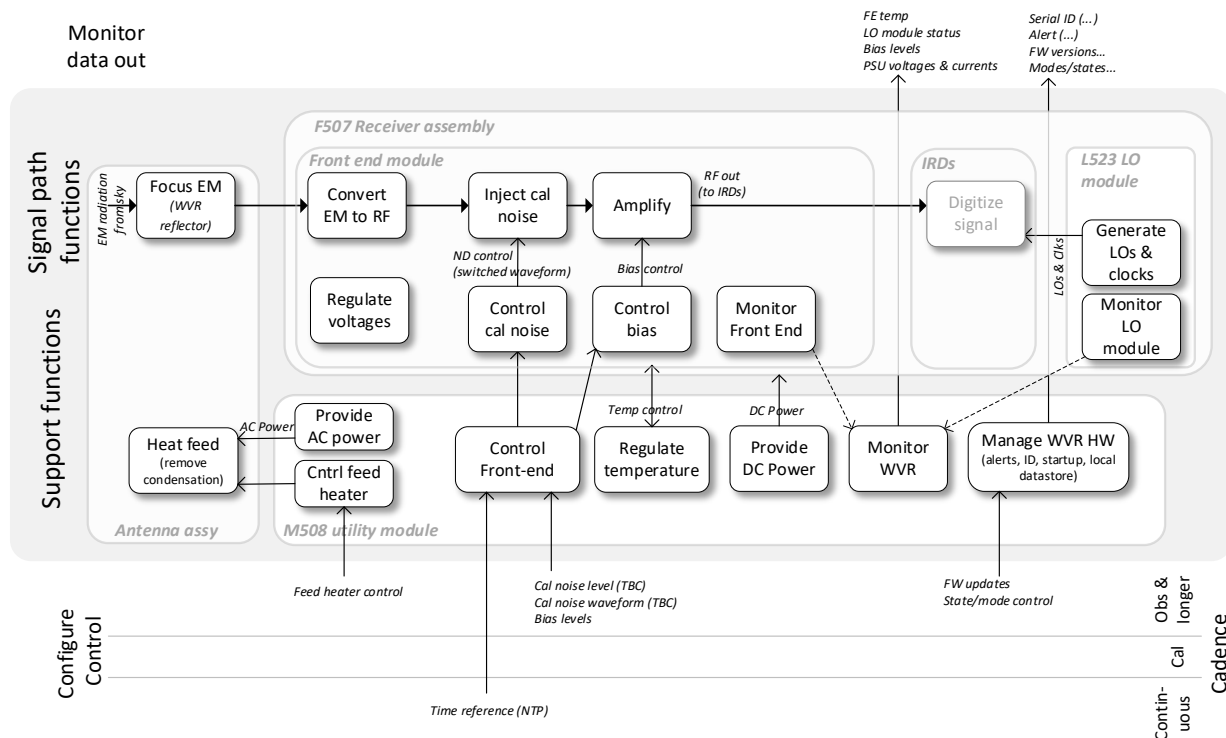 Monitor
data out
FE temp
LO module status
Bias levels
PSU voltages & currents
Serial ID (...)
Alert (...)
FW versions...
Modes/states...
F507 Receiver assembly
Front end module
IRDs
L523 LO
module
Signal path
functions
EM radiation
from sky
Focus EM
(WVR
reflector)
Convert
EM to RF
Inject cal
noise
Amplify
RF out
(to IRDs)
Digitize
signal
Generate
LOs &
clocks
LOs & Clks
ND control
(switched waveform)
Bias control
Regulate
voltages
Control
cal noise
Control
bias
Monitor
Front End
Monitor
LO
module
Support functions
Temp control
DC Power
AC Power
Heat feed
(remove
condensation)
Provide
AC power
Cntrl feed
heater
Control
Front-end
Regulate
temperature
Provide
DC Power
Monitor
WVR
Manage WVR HW
(alerts, ID, startup, local
datastore)
Antenna assy
M508 utility module
Configure
Control
Feed heater control
Cal noise level (TBC)
Cal noise waveform (TBC)
Bias levels
FW updates
State/mode control
Time reference (NTP)
Obs &
longer
Cal
Contin-
uous
Cadence